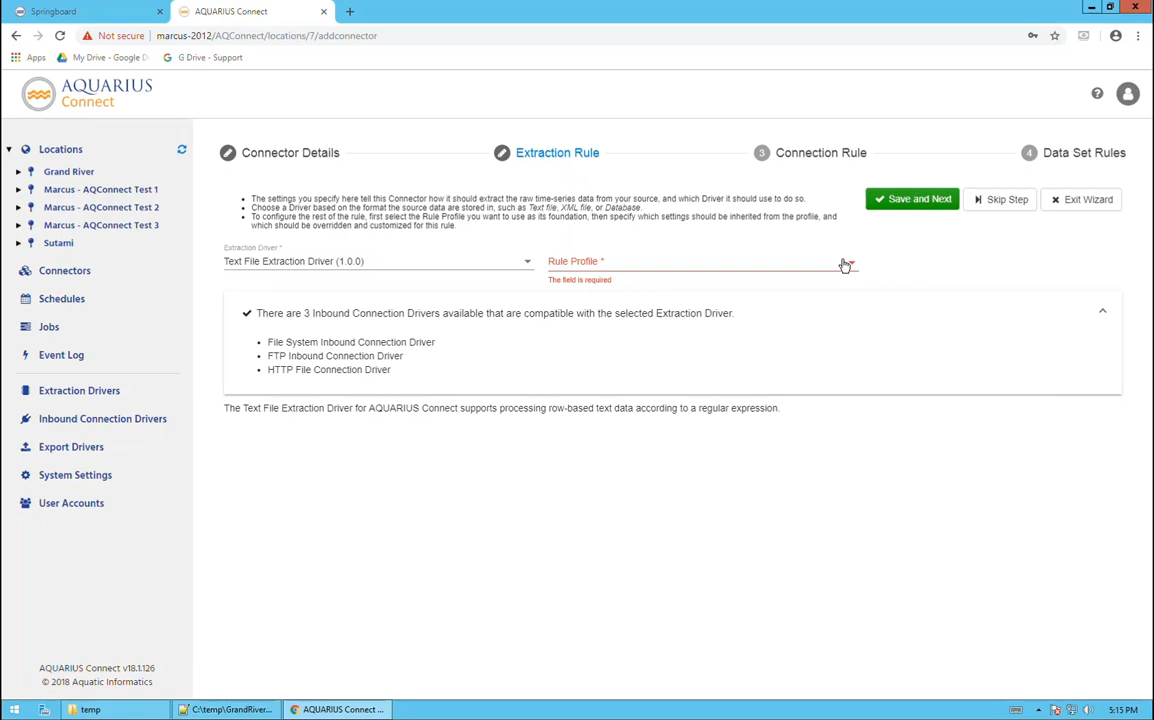 Springboard
AQUARIUS Connect
Not secure
marcus-2012/AQConnect/locations/7/addconnector
Apps
My Drive - Google D
G Drive - Support
AQUARIUS
Connect
Locations
Grand River
Marcus - AQConnect Test 1
Marcus - AQConnect Test 2
Marcus - AQConnect Test 3
Sutami
Connectors
Schedules
Jobs
Event Log
Extraction Drivers
Inbound Connection Drivers
Export Drivers
System Settings
User Accounts
AQUARIUS Connect v18.1.126
© 2018 Aquatic Informatics
Connector Details
Extraction Rule
3 Connection Rule
4 Data Set Rules
• The settings you specify here tell this Connector how it should extract the raw time-series data from your source, and which Driver it should use to do so.
• Choose a Driver based on the format the source data are stored in, such as Text file, XML file, or Database.
• To configure the rest of the rule, first select the Rule Profile you want to use as its foundation, then specify which settings should be inherited from the profile, and
which should be overridden and customized for this rule.
Save and Next
Skip Step
Exit Wizard
Extraction Driver *
Text File Extraction Driver (1.0.0)
Rule Profile *
The field is required
There are 3 Inbound Connection Drivers available that are compatible with the selected Extraction Driver.
• File System Inbound Connection Driver
• FTP Inbound Connection Driver
• HTTP File Connection Driver
The Text File Extraction Driver for AQUARIUS Connect supports processing row-based text data according to a regular expression.
temp
C:\temp\GrandRiver...
AQUARIUS Connect ...
5:15 PM